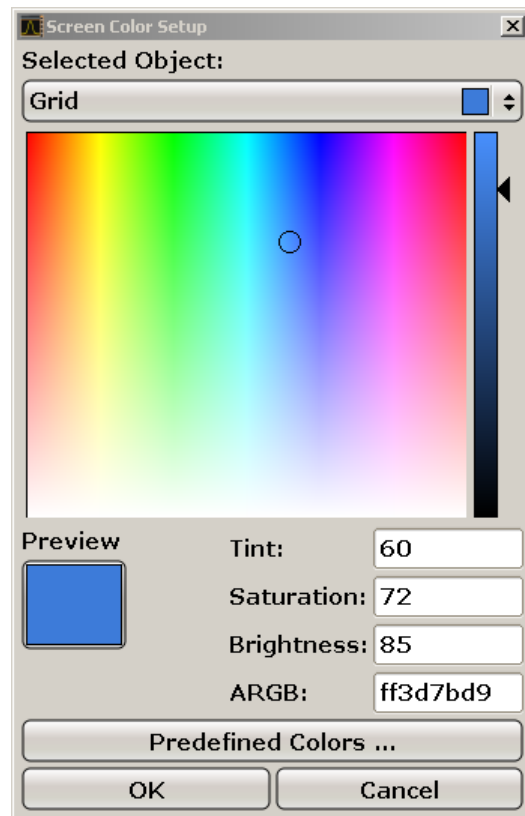 Screen Color Setup
Selected Object:
Grid
Preview
Tint: 60
Saturation: 72
Brightness: 85
ARGB: ff3d7bd9
Predefined Colors ...
OK Cancel